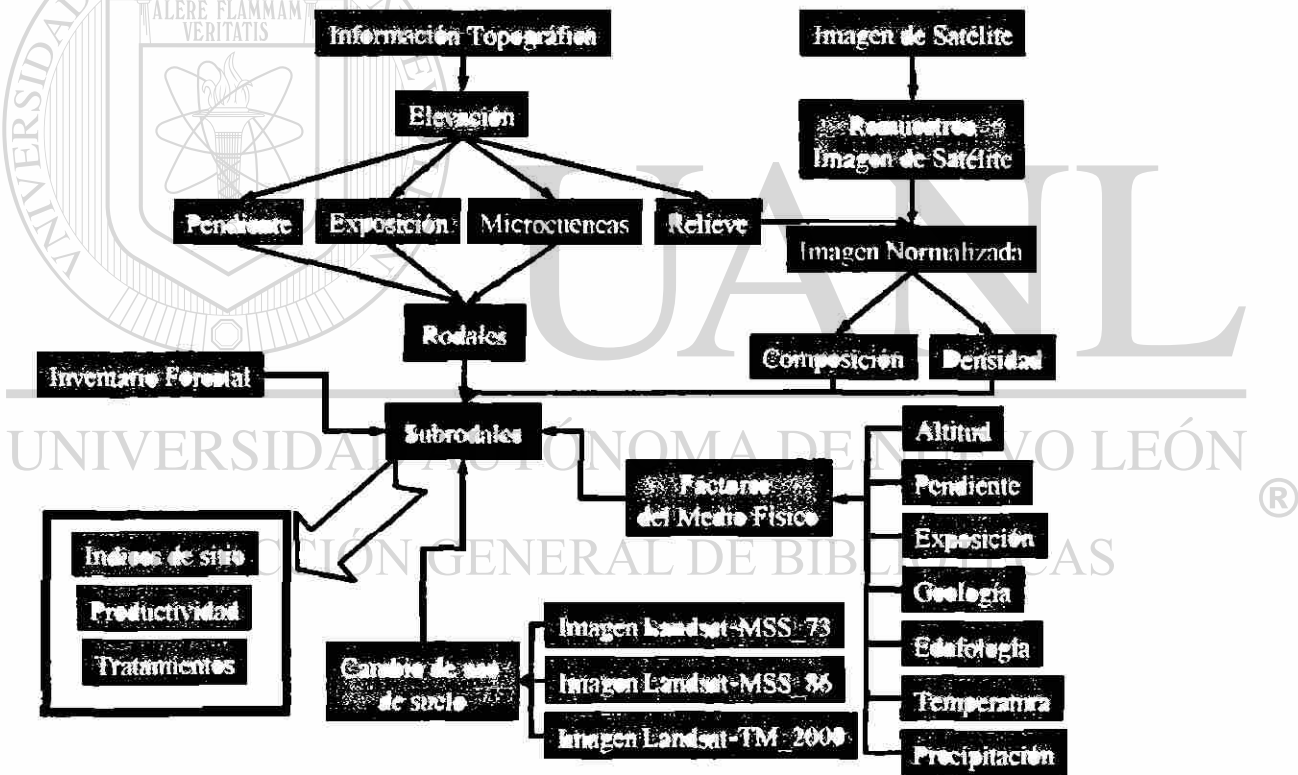 ALERE FLAMMAM
VERITATIS
Información Topográfica
Imagen de Satélite
Elevación
Remuestreo
Imagen de Satélite
Pendiente
Exposición
Microcuencas
Relieve
Imagen Normalizada
UANL
Rodales
Composición
Densidad
Inventario Forestal
Subrodales
UNIVERSIDAD AUTÓNOMA DE NUEVO LEÓN
®
Altitud
Factores
del Medio Físico
Pendiente
Exposición
DIRECCIÓN GENERAL DE BIBLIOTECAS
Índices de sitio
Productividad
Tratamientos
Geología
Edafología
Temperatura
Precipitación
Cambio de uso
de suelo
Imagen Landsat-MSS_73
Imagen Landsat-MSS_86
Imagen Landsat-TM_2000